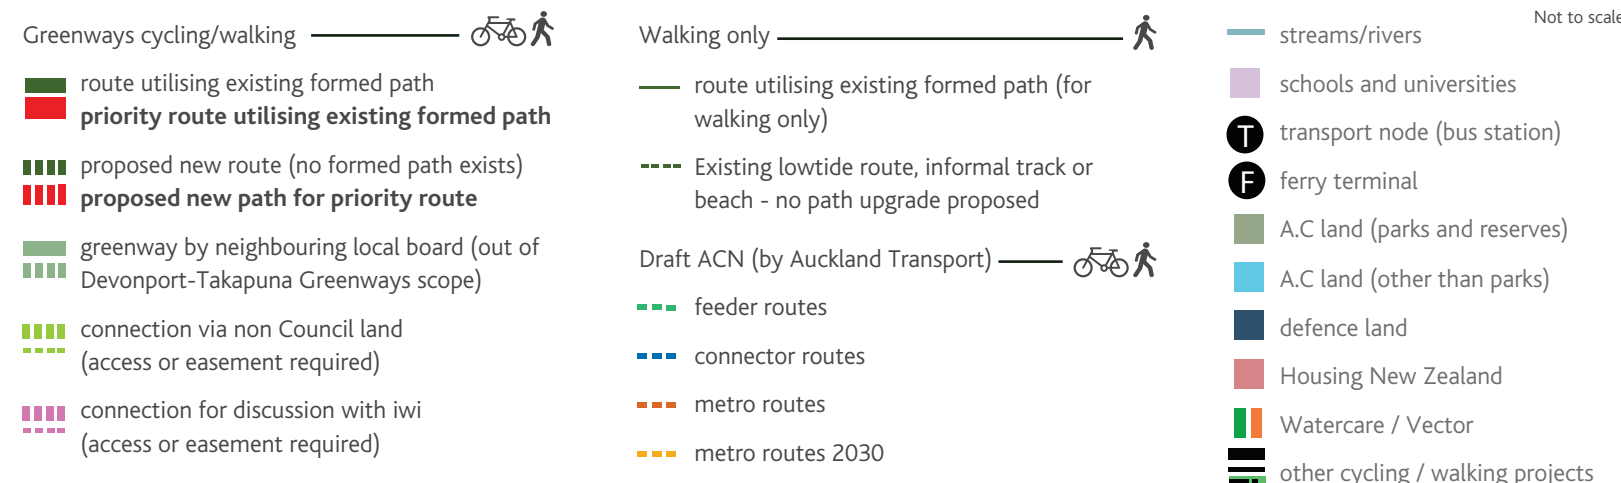 Greenways cycling/walking
route utilising existing formed path
priority route utilising existing formed path
proposed new route (no formed path exists)
proposed new path for priority route
greenway by neighbouring local board (out of
Devonport-Takapuna Greenways scope)
connection via non Council land
(access or easement required)
connection for discussion with iwi
(access or easement required)
Walking only
route utilising existing formed path (for
walking only)
Existing lowtide route, informal track or
beach - no path upgrade proposed
Draft ACN (by Auckland Transport)
feeder routes
connector routes
metro routes
metro routes 2030
Not to scale
streams/rivers
schools and universities
T transport node (bus station)
F ferry terminal
A.C land (parks and reserves)
A.C land (other than parks)
defence land
Housing New Zealand
Watercare / Vector
other cycling / walking projects